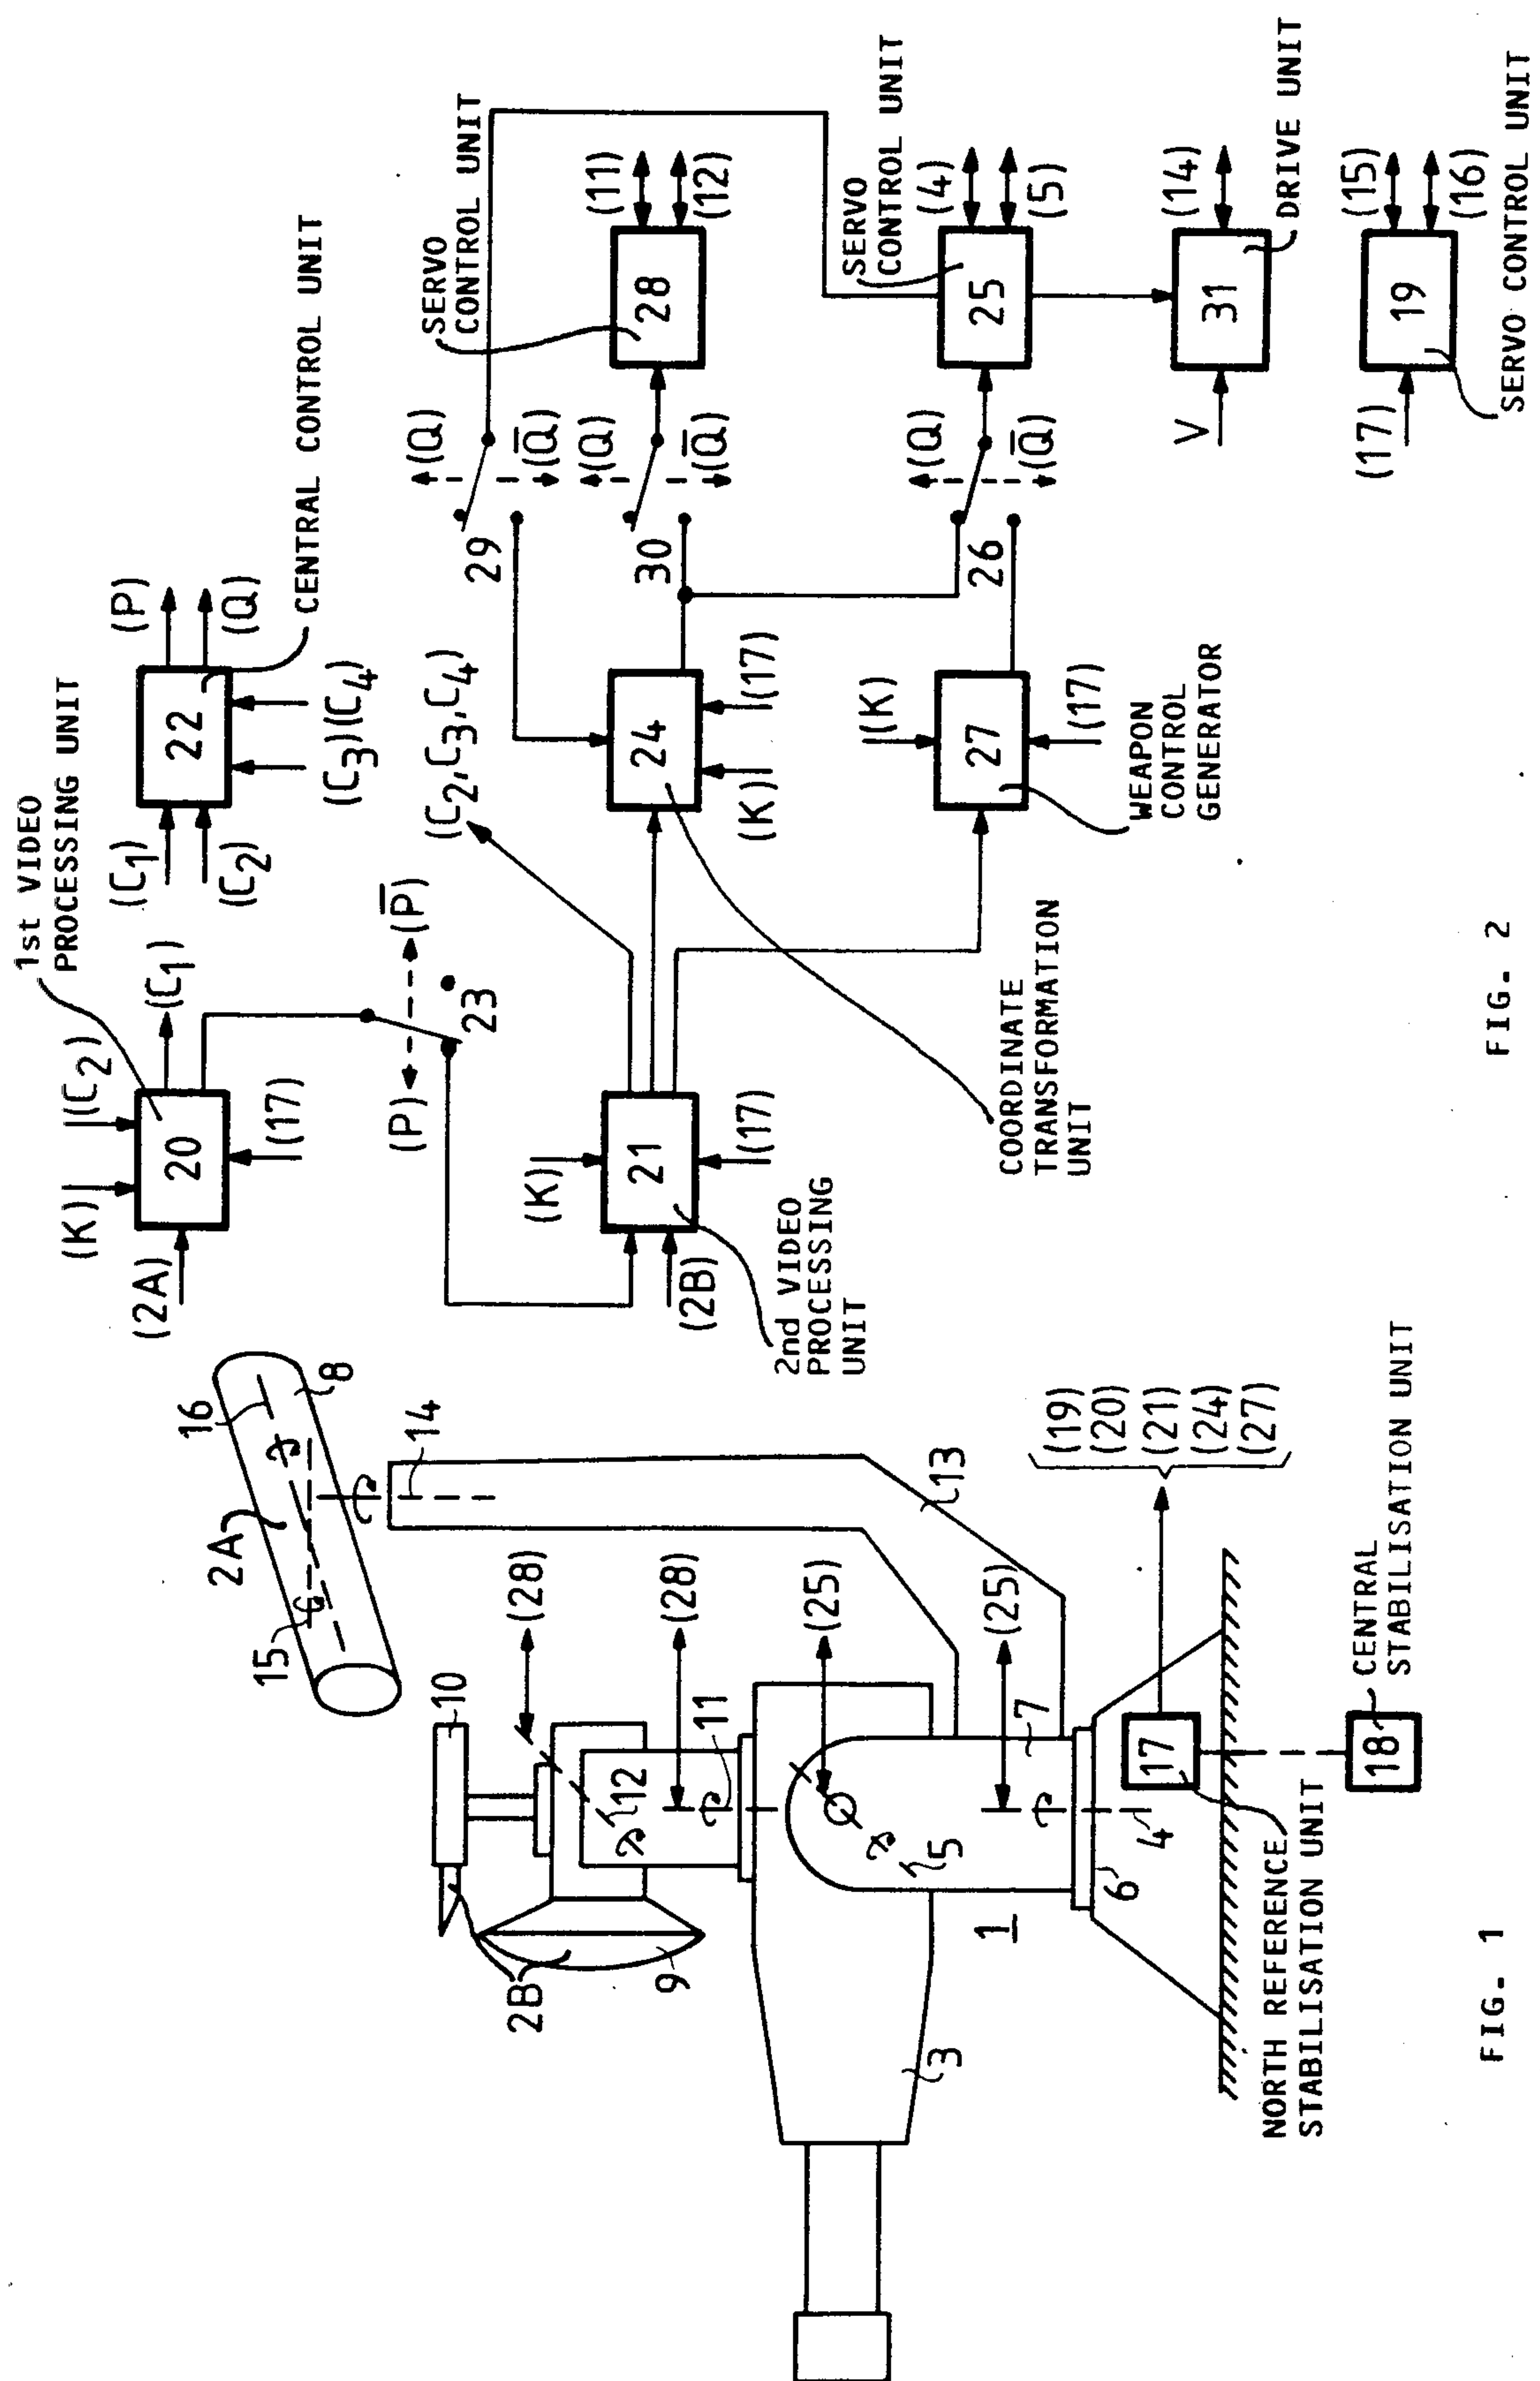 1st VIDEO
PROCESSING UNIT
(K)
(C2)
(2A)
20
(C1)
(17)
(C1)
(C2)
22
(P)
(Q)
(C3)(C4)
CENTRAL CONTROL UNIT
(P)
(P̅)
23
(K)
21
(2B)
(17)
2nd VIDEO
PROCESSING
UNIT
(C2,C3,C4)
24
(K)
(17)
COORDINATE
TRANSFORMATION
UNIT
(K)
27
(17)
WEAPON
CONTROL
GENERATOR
29
(Q)
(Q̅)
30
(Q)
(Q̅)
26
(Q)
(Q̅)
SERVO
CONTROL UNIT
28
(11)
(12)
SERVO
CONTROL UNIT
25
(4)
(5)
V
31
(14)
DRIVE UNIT
(17)
19
(15)
(16)
SERVO CONTROL UNIT
FIG. 2
2A
16
15
8
14
13
10
(28)
2B
12
(28)
9
11
(25)
5
(25)
3
1
7
6
4
17
(19)
(20)
(21)
(24)
(27)
NORTH REFERENCE
STABILISATION UNIT
18
CENTRAL
STABILISATION UNIT
FIG. 1